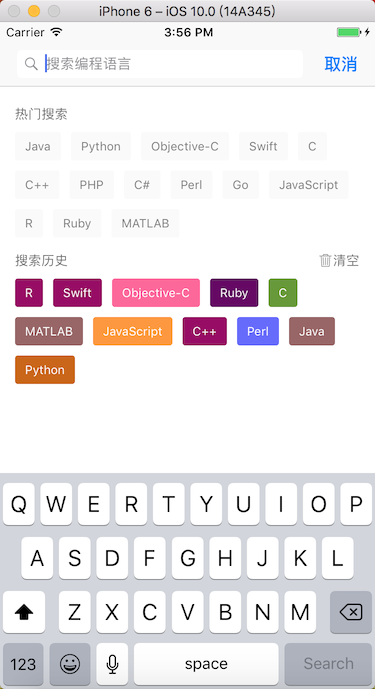 iPhone 6 – iOS 10.0 (14A345)
Carrier 3:56 PM
搜索编程语言 取消
热门搜索
Java Python Objective-C Swift C
C++ PHP C# Perl Go JavaScript
R Ruby MATLAB
搜索历史 清空
R Swift Objective-C Ruby C
MATLAB JavaScript C++ Perl Java
Python
Q W E R T Y U I O P
A S D F G H J K L
Z X C V B N M
123 space Search